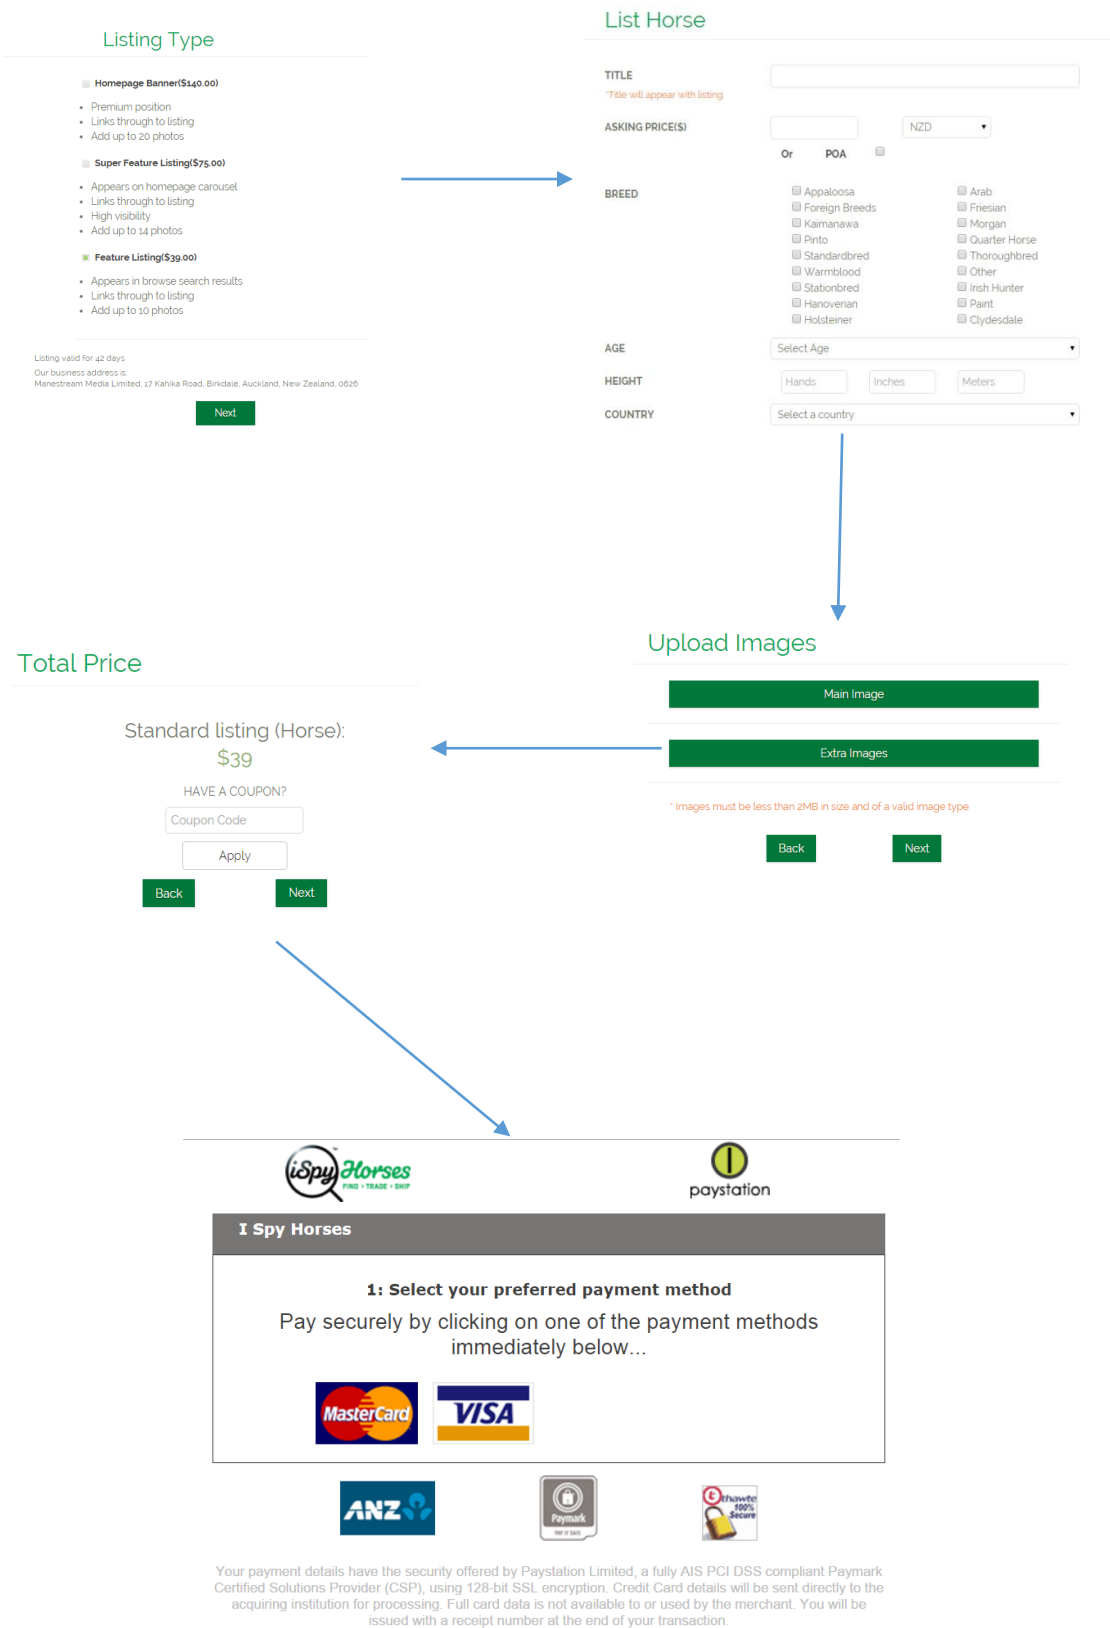 Listing Type
Homepage Banner($140.00)
Premium position
Links through to listing
Add up to 20 photos
Super Feature Listing($75.00)
Appears on homepage carousel
Links through to listing
High visibility
Add up to 14 photos
Feature Listing($39.00)
Appears in browse search results
Links through to listing
Add up to 10 photos
Listing valid for 42 days
Our business address is
Manestream Media Limited, 17 Kahika Road, Birkdale, Auckland, New Zealand, 0626
Next
List Horse
TITLE
*Title will appear with listing.
ASKING PRICE($)
NZD
Or POA
BREED
Appaloosa Arab
Foreign Breeds Friesian
Kaimanawa Morgan
Pinto Quarter Horse
Standardbred Thoroughbred
Warmblood Other
Stationbred Irish Hunter
Hanoverian Paint
Holsteiner Clydesdale
AGE Select Age
HEIGHT Hands Inches Meters
COUNTRY Select a country
Upload Images
Main Image
Extra Images
* Images must be less than 2MB in size and of a valid image type.
Back Next
Total Price
Standard listing (Horse):
$39
HAVE A COUPON?
Coupon Code
Apply
Back Next
iSpy Horses
FIND • TRADE • SHIP
paystation
I Spy Horses
1: Select your preferred payment method
Pay securely by clicking on one of the payment methods
immediately below...
MasterCard VISA
ANZ
Paymark
PAY IT SAFE
thawte
100%
Secure
Your payment details have the security offered by Paystation Limited, a fully AIS PCI DSS compliant Paymark
Certified Solutions Provider (CSP), using 128-bit SSL encryption. Credit Card details will be sent directly to the
acquiring institution for processing. Full card data is not available to or used by the merchant. You will be
issued with a receipt number at the end of your transaction.